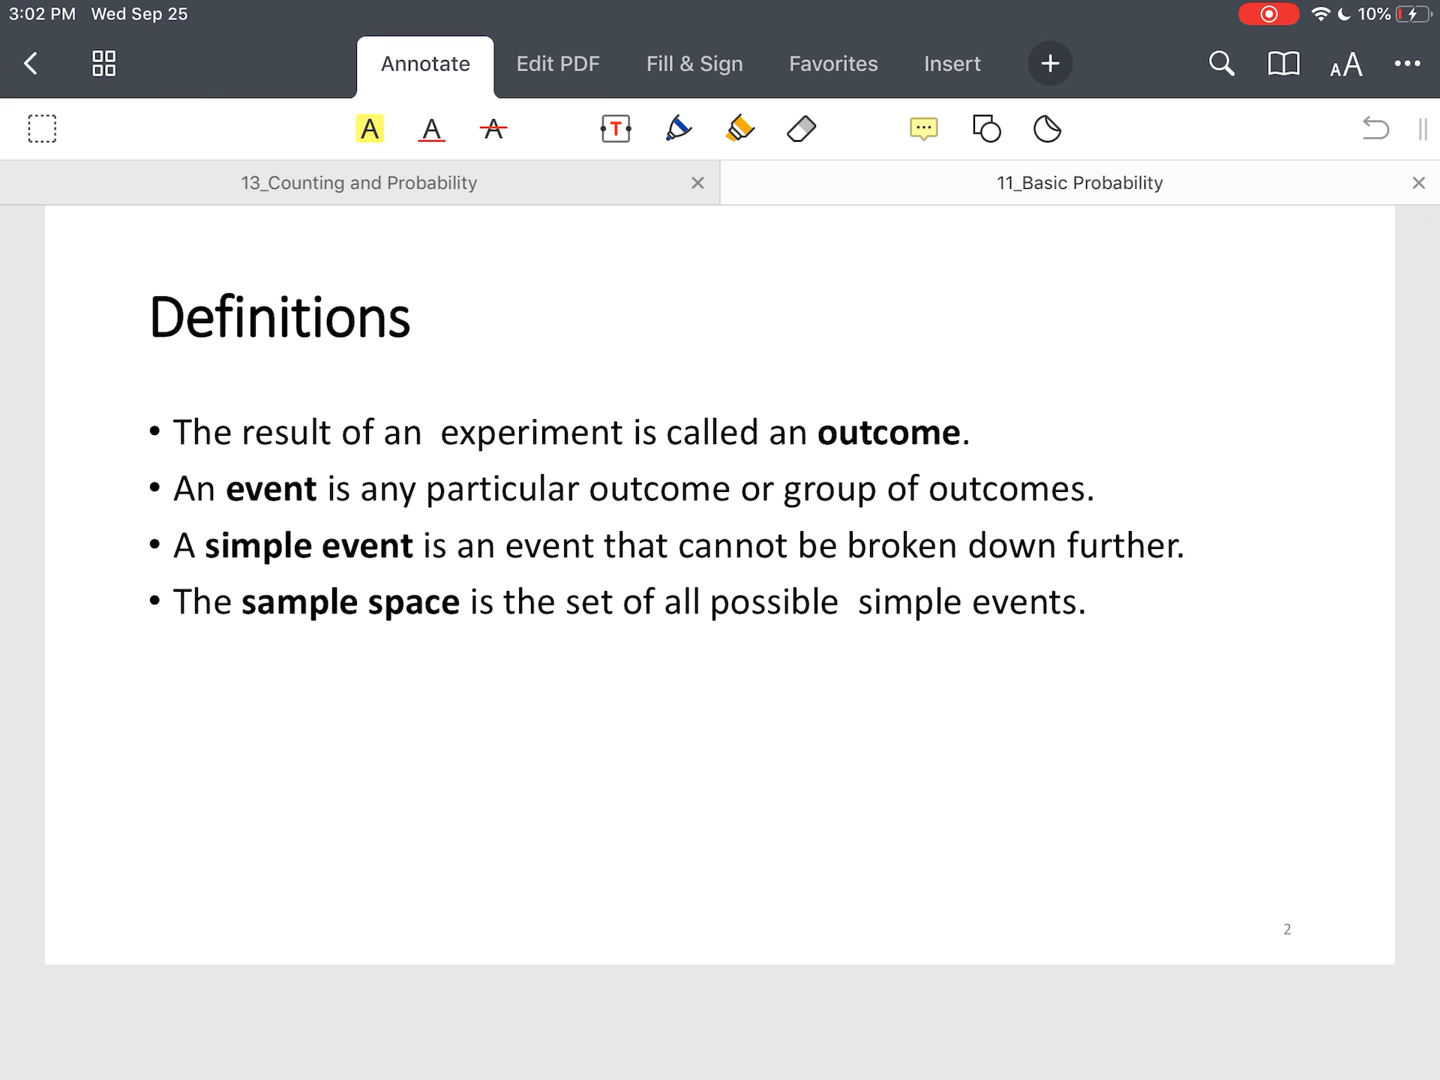 3:02 PM Wed Sep 25 10%
Annotate Edit PDF Fill & Sign Favorites Insert AA
A A A T
13_Counting and Probability 11_Basic Probability
Definitions
• The result of an  experiment is called an outcome.
• An event is any particular outcome or group of outcomes.
• A simple event is an event that cannot be broken down further.
• The sample space is the set of all possible  simple events.
2